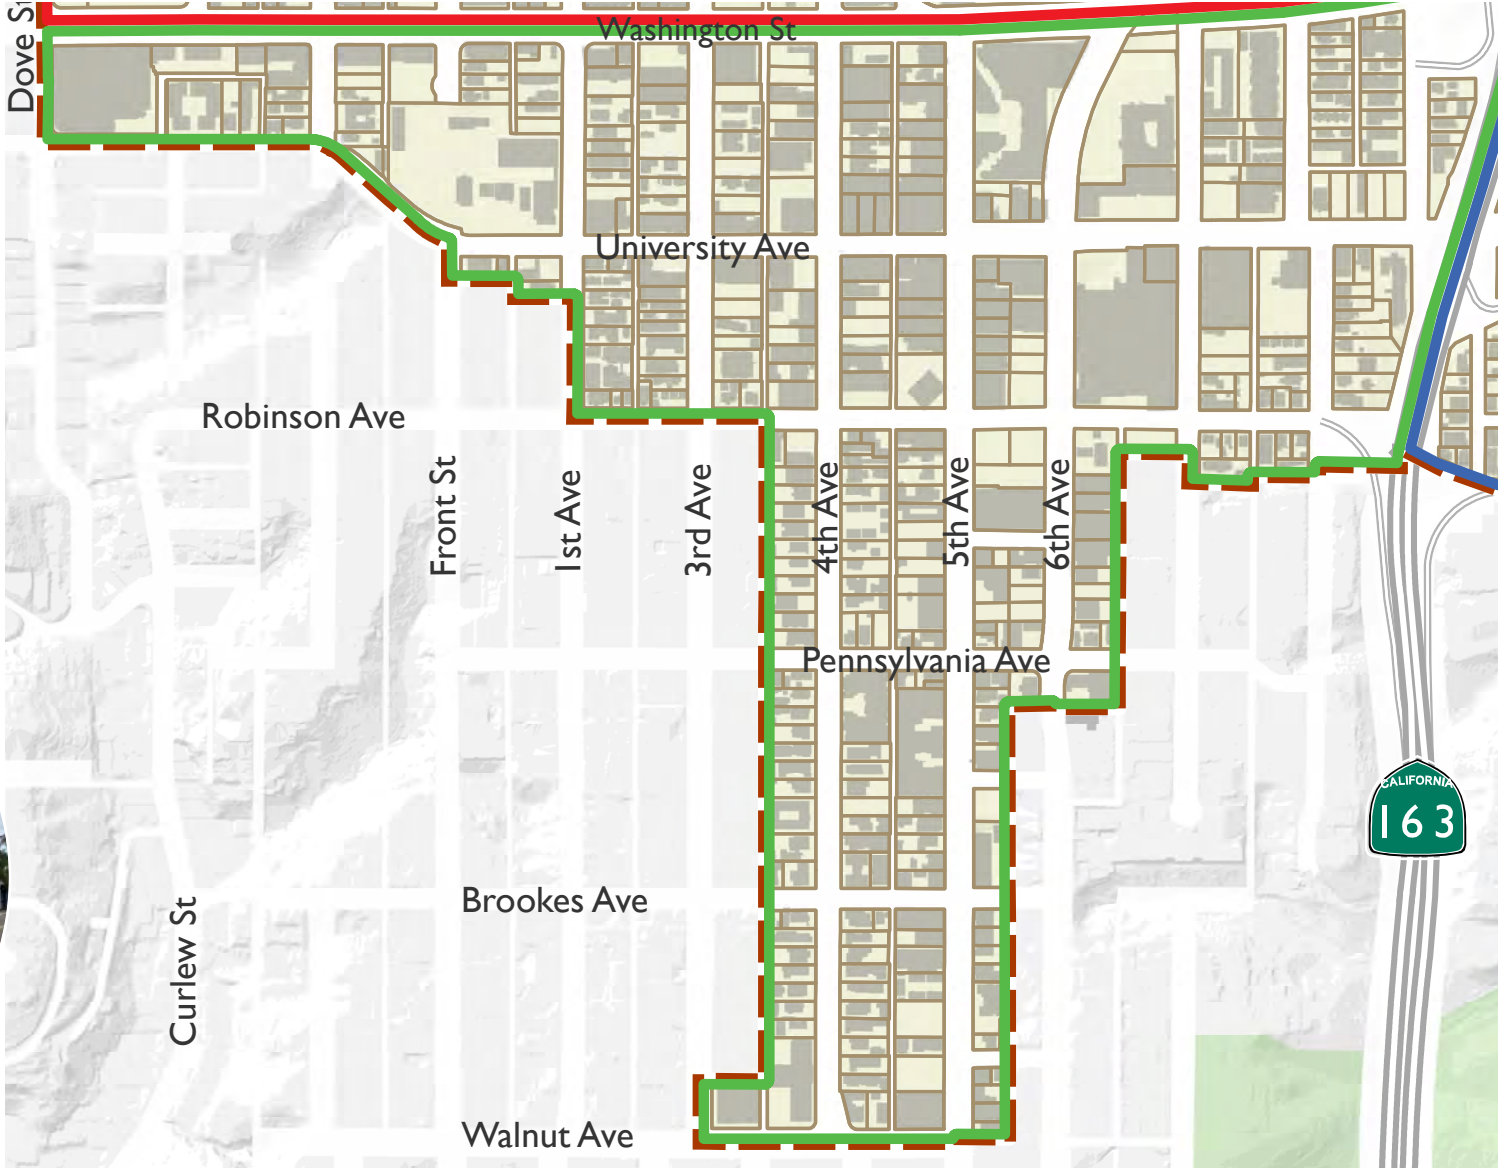 Dove St
Washington St
University Ave
Robinson Ave
Front St
1st Ave
3rd Ave
4th Ave
5th Ave
6th Ave
Pennsylvania Ave
CALIFORNIA
163
Brookes Ave
Curlew St
Walnut Ave